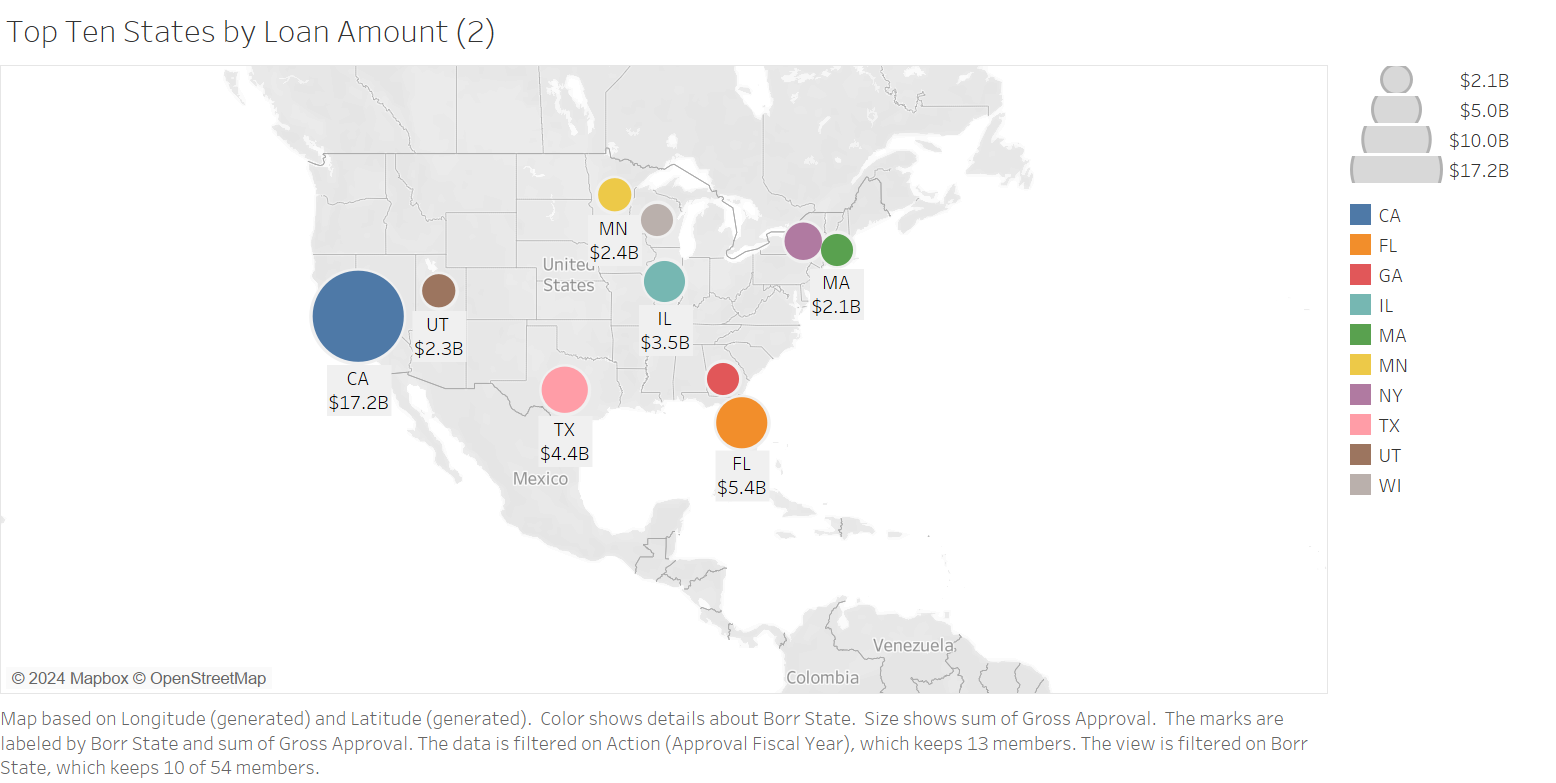 Top Ten States by Loan Amount (2)
$2.1B
$5.0B
$10.0B
$17.2B
CA
FL
GA
IL
MA
MN
NY
TX
UT
WI
MN
$2.4B
United
States
MA
$2.1B
UT
$2.3B
IL
$3.5B
CA
$17.2B
TX
$4.4B
FL
$5.4B
Mexico
Venezuela
Colombia
© 2024 Mapbox © OpenStreetMap
Map based on Longitude (generated) and Latitude (generated).  Color shows details about Borr State.  Size shows sum of Gross Approval.  The marks are
labeled by Borr State and sum of Gross Approval. The data is filtered on Action (Approval Fiscal Year), which keeps 13 members. The view is filtered on Borr
State, which keeps 10 of 54 members.